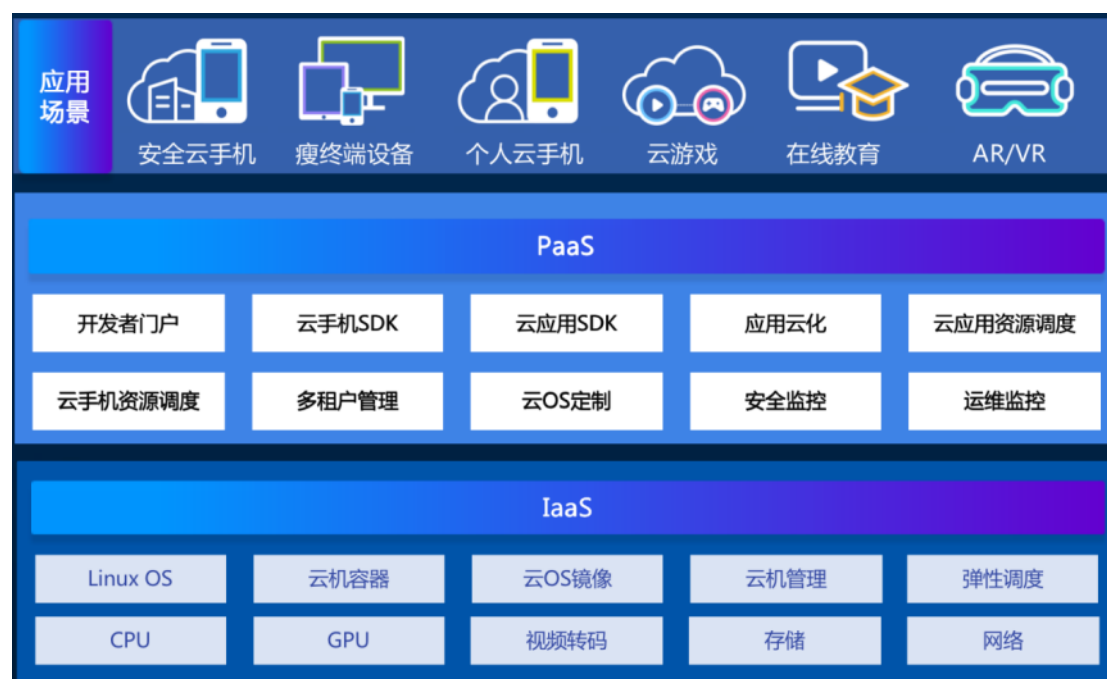 应用
场景
安全云手机 瘦终端设备 个人云手机 云游戏 在线教育 AR/VR
PaaS
开发者门户 云手机SDK 云应用SDK 应用云化 云应用资源调度
云手机资源调度 多租户管理 云OS定制 安全监控 运维监控
IaaS
Linux OS 云机容器 云OS镜像 云机管理 弹性调度
CPU GPU 视频转码 存储 网络